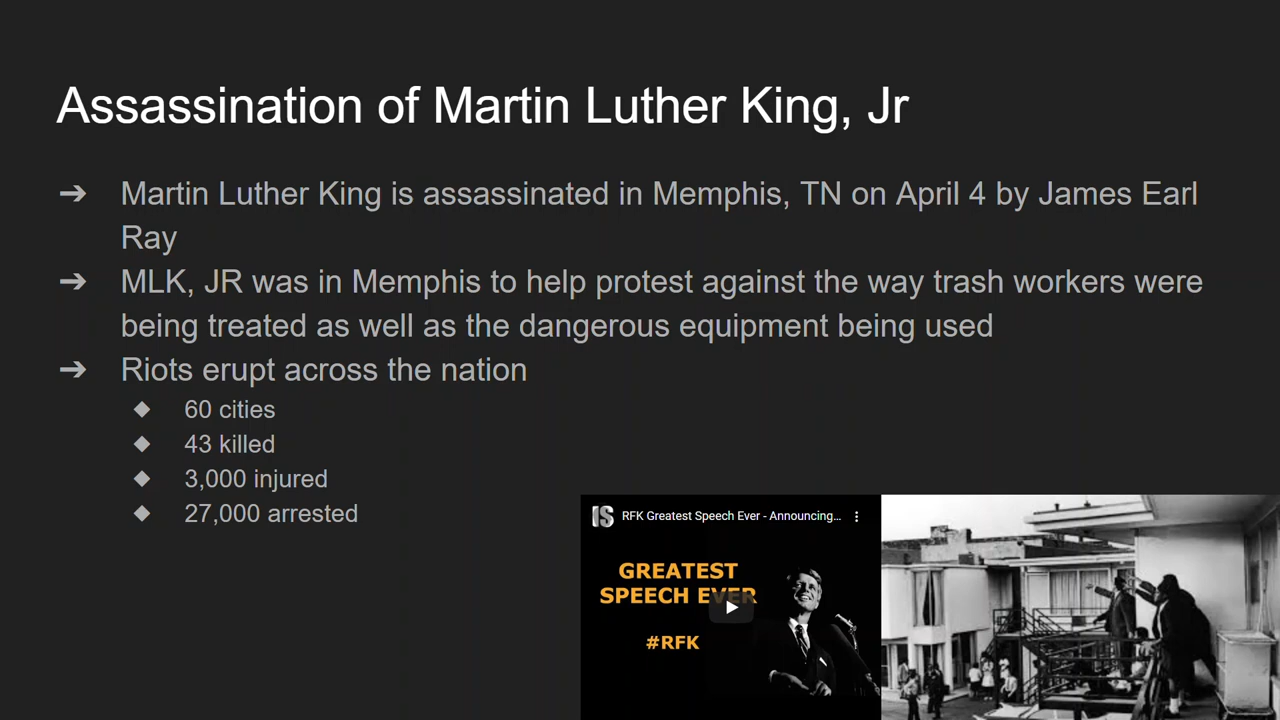 Assassination of Martin Luther King, Jr
➔ Martin Luther King is assassinated in Memphis, TN on April 4 by James Earl
Ray
➔ MLK, JR was in Memphis to help protest against the way trash workers were
being treated as well as the dangerous equipment being used
➔ Riots erupt across the nation
◆ 60 cities
◆ 43 killed
◆ 3,000 injured
◆ 27,000 arrested
IS RFK Greatest Speech Ever - Announcing...
GREATEST
SPEECH EVER
#RFK